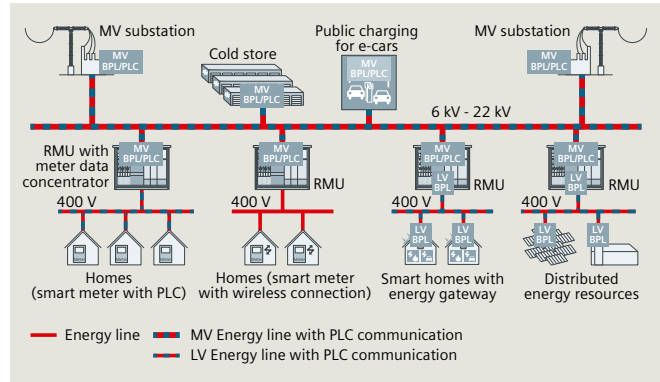 MV substation
MV
BPL/PLC
Cold store
MV
BPL/PLC
Public charging
for e-cars
MV
BPL/PLC
MV substation
MV
BPL/PLC
6 kV - 22 kV
RMU with
meter data
concentrator
MV
BPL/PLC
400 V
Homes
(smart meter with PLC)
MV
BPL/PLC
RMU
400 V
Homes (smart meter
with wireless connection)
MV
BPL/PLC
LV
BPL
RMU
400 V
LV
BPL
LV
BPL
Smart homes with
energy gateway
MV
BPL/PLC
LV
BPL
RMU
400 V
LV
BPL
LV
BPL
Distributed
energy resources
Energy line
MV Energy line with PLC communication
LV Energy line with PLC communication